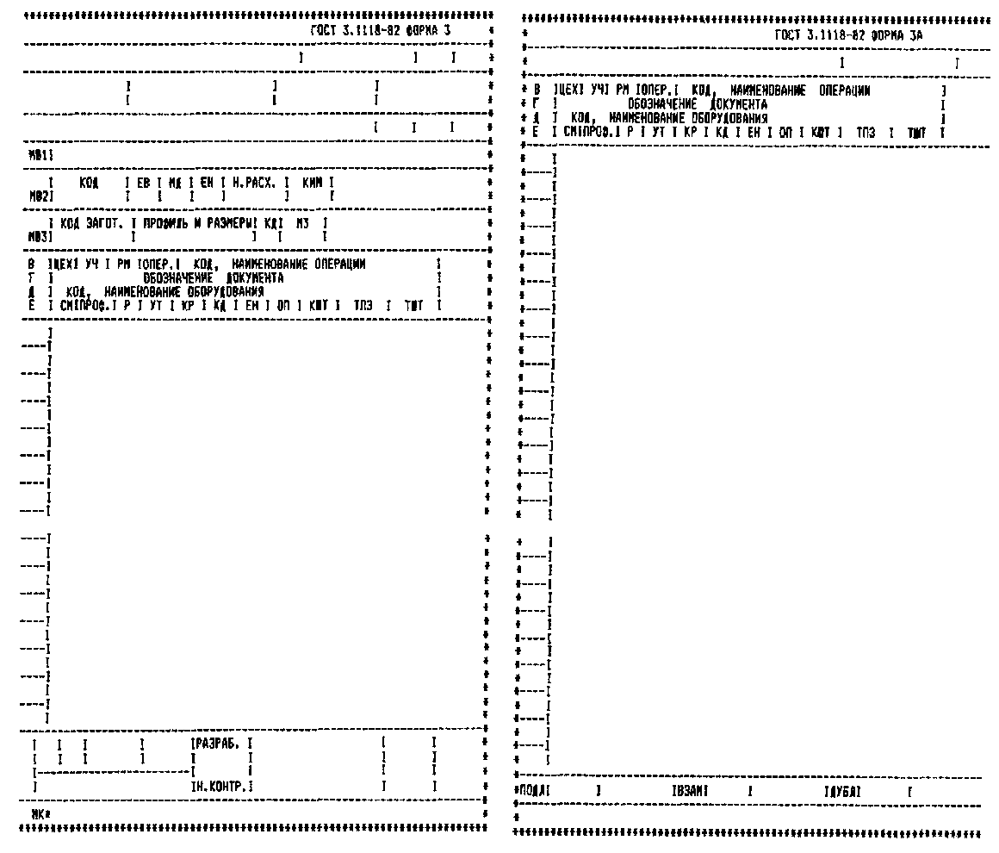 ГОСТ 3.1118-82 ФОРМА 3
М01
КОД I ЕВ I МД I ЕН I Н.РАСХ. I КИМ I
М02
I КОД ЗАГОТ. I ПРОФИЛЬ И РАЗМЕРЫI КДI МЗ I
М03
В IЦЕХI УЧ I РМ IОПЕР.I КОД, НАИМЕНОВАНИЕ ОПЕРАЦИИ I
Г I ОБОЗНАЧЕНИЕ ДОКУМЕНТА I
Д I КОД, НАИМЕНОВАНИЕ ОБОРУДОВАНИЯ I
Е I СМIПРОФ.I Р I УТ I КР I КД I ЕН I ОП I КШТ I ТПЗ I ТШТ I
IРАЗРАБ. I
IН.КОНТР.I
МК*
ГОСТ 3.1118-82 ФОРМА 3А
В IЦЕХI УЧI РМ IОПЕР.I КОД, НАИМЕНОВАНИЕ ОПЕРАЦИИ I
Г I ОБОЗНАЧЕНИЕ ДОКУМЕНТА I
Д I КОД, НАИМЕНОВАНИЕ ОБОРУДОВАНИЯ I
Е I СМIПРОФ.I Р I УТ I КР I КД I ЕН I ОП I КШТ I ТПЗ I ТШТ I
*ПОДЛI I IВЗАМI I IДУБЛI I